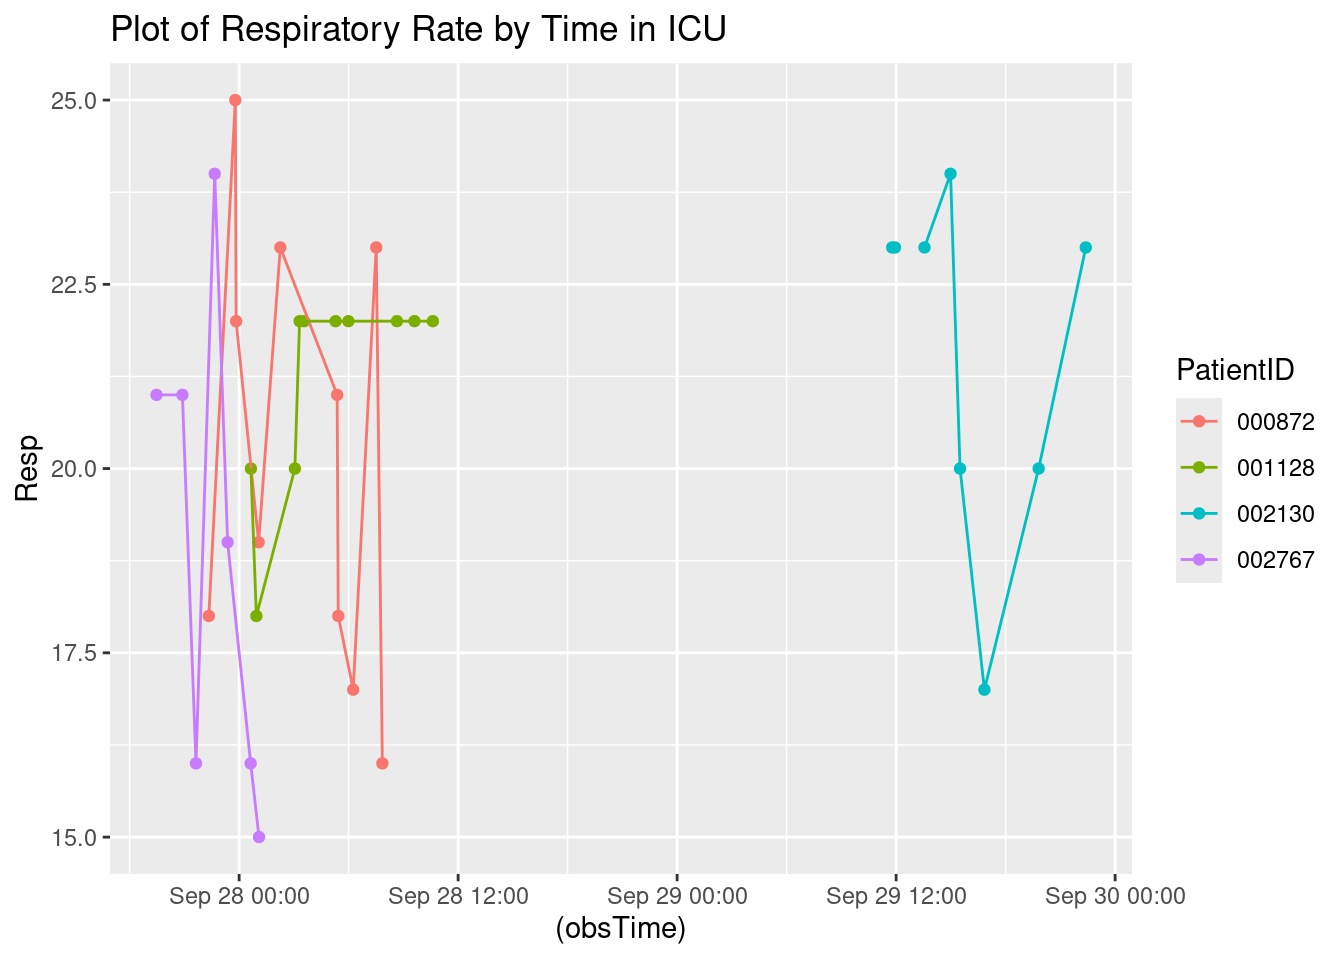 Plot of Respiratory Rate by Time in ICU
25.0
22.5
20.0
17.5
15.0
Resp
Sep 28 00:00 Sep 28 12:00 Sep 29 00:00 Sep 29 12:00 Sep 30 00:00
(obsTime)
PatientID
000872
001128
002130
002767